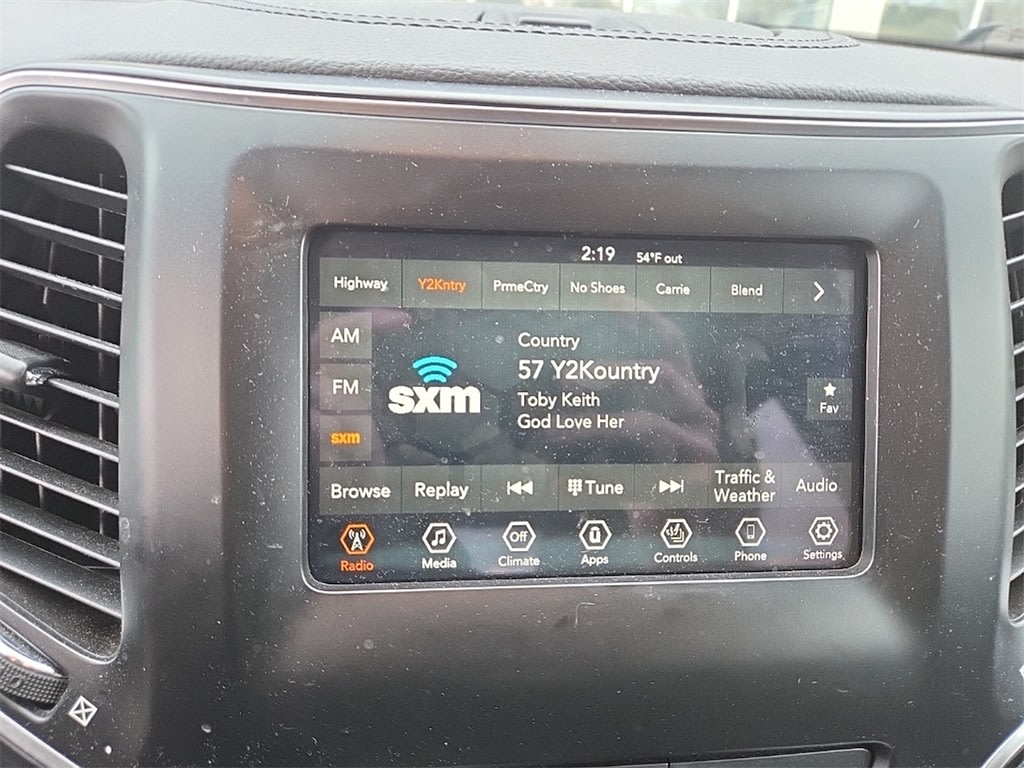 2:19 54°F out
Highway Y2Kntry PrmeCtry No Shoes Carrie Blend
AM
FM
sxm
sxm
Country
57 Y2Kountry
Toby Keith
God Love Her
Fav
Browse Replay Tune Traffic & Weather Audio
Off
Radio Media Climate Apps Controls Phone Settings